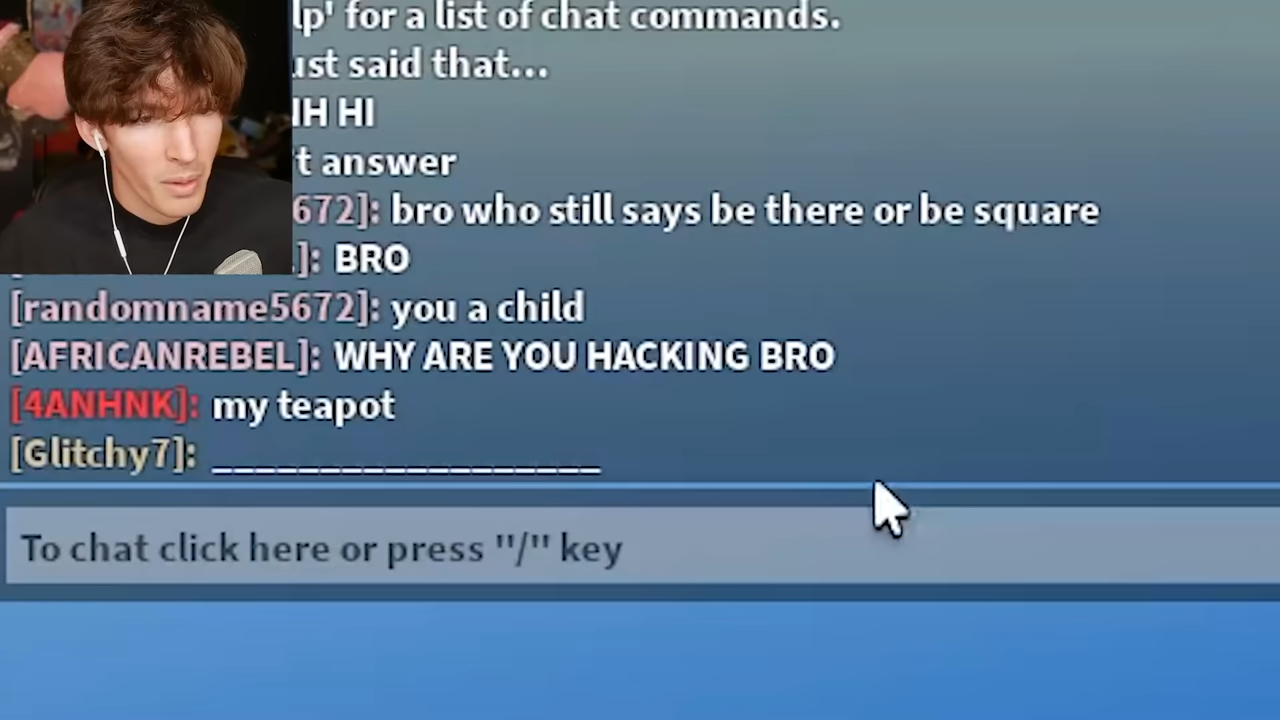 lp' for a list of chat commands.
ust said that...
IH HI
't answer
672]: bro who still says be there or be square
]: BRO
[randomname5672]: you a child
[AFRICANREBEL]: WHY ARE YOU HACKING BRO
[4ANHNK]: my teapot
[Glitchy7]: __________________
To chat click here or press "/" key